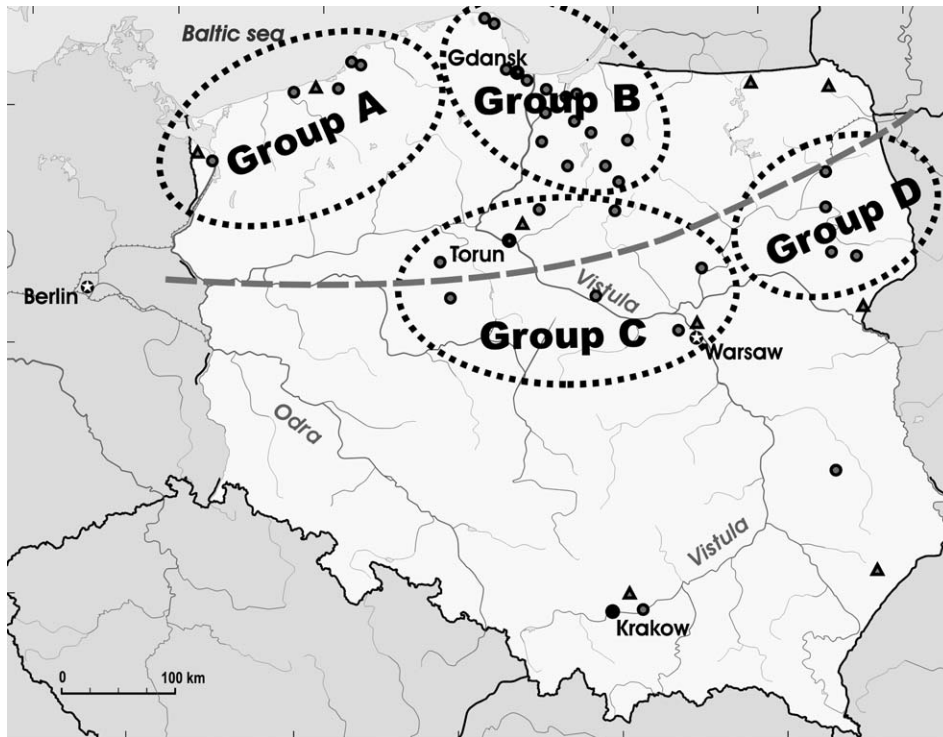 Baltic sea
Gdansk
Group B
Group A
Group D
Torun
Berlin
Vistula
Group C
Warsaw
Odra
Vistula
Krakow
0 100 km